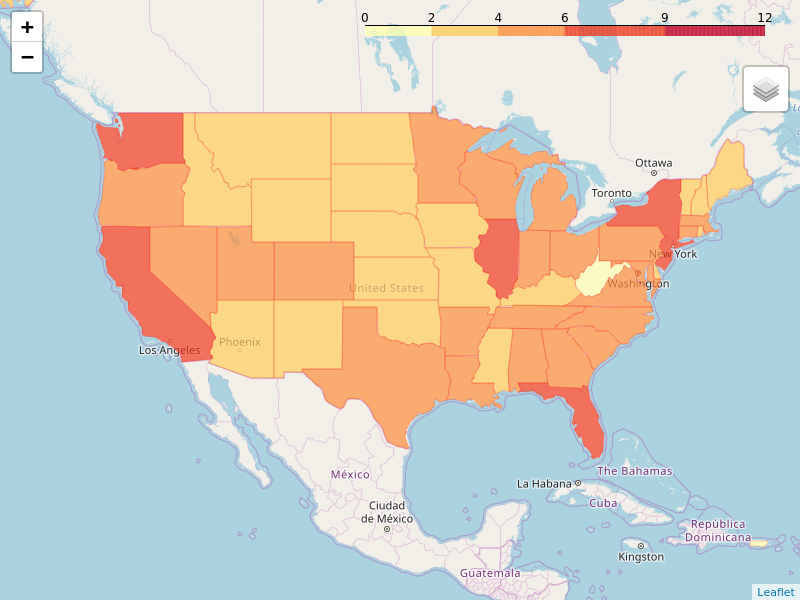 +
−
0 2 4 6 9 12
Ottawa
Toronto
New York
United States
Washington
Phoenix
Los Angeles
México
The Bahamas
La Habana
Cuba
Ciudad
de México
República
Dominicana
Kingston
Guatemala
Leaflet